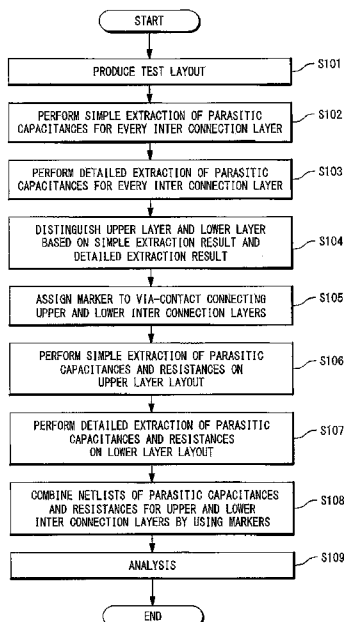 START
PRODUCE TEST LAYOUT
S101
PERFORM SIMPLE EXTRACTION OF PARASITIC
CAPACITANCES FOR EVERY INTER CONNECTION LAYER
S102
PERFORM DETAILED EXTRACTION OF PARASITIC
CAPACITANCES FOR EVERY INTER CONNECTION LAYER
S103
DISTINGUISH UPPER LAYER AND LOWER LAYER
BASED ON SIMPLE EXTRACTION RESULT AND
DETAILED EXTRACTION RESULT
S104
ASSIGN MARKER TO VIA-CONTACT CONNECTING
UPPER AND LOWER INTER CONNECTION LAYERS
S105
PERFORM SIMPLE EXTRACTION OF PARASITIC
CAPACITANCES AND RESISTANCES ON
UPPER LAYER LAYOUT
S106
PERFORM DETAILED EXTRACTION OF PARASITIC
CAPACITANCES AND RESISTANCES
ON LOWER LAYER LAYOUT
S107
COMBINE NETLISTS OF PARASITIC CAPACITANCES
AND RESISTANCES FOR UPPER AND LOWER
INTER CONNECTION LAYERS BY USING MARKERS
S108
ANALYSIS
S109
END